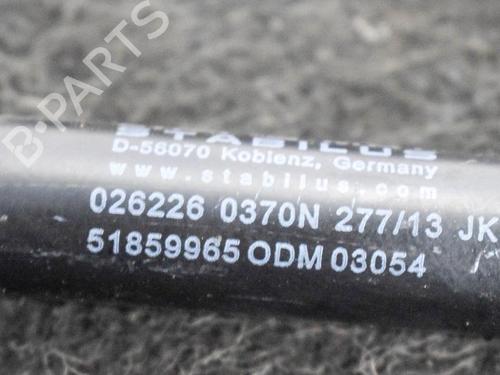 B-PARTS
STABILUS
D-56070 Koblenz, Germany
www.stabilus.com
026226 0370N 277/13 JK
51859965 ODM 03054